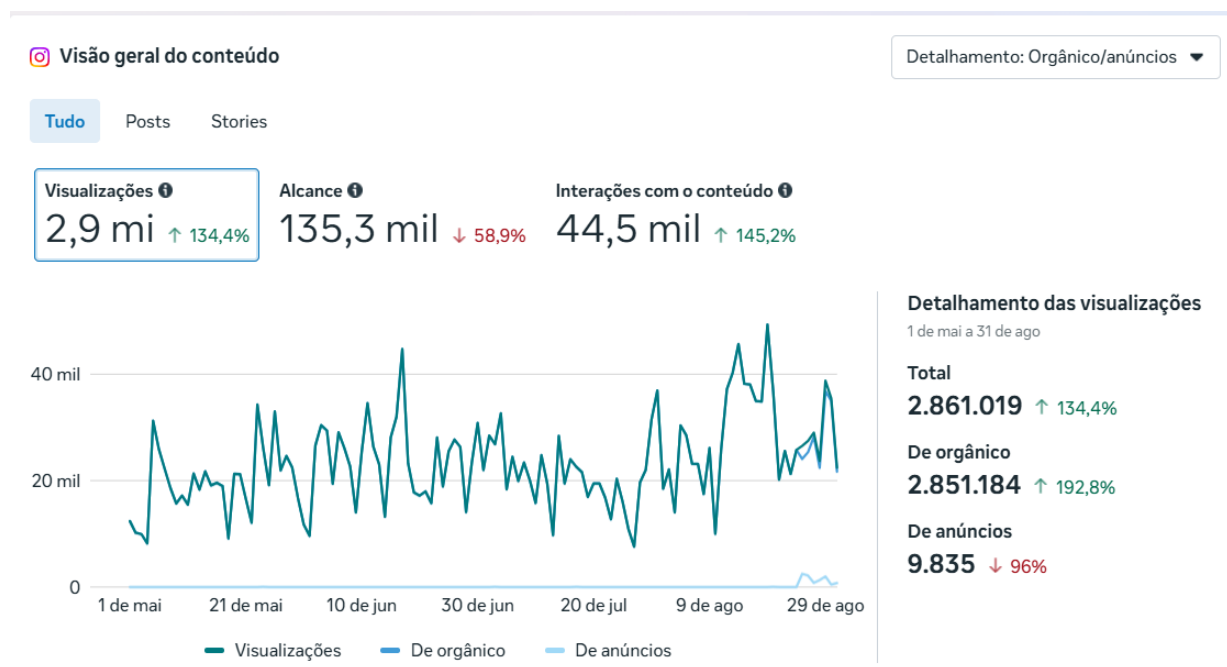 Visão geral do conteúdo
Detalhamento: Orgânico/anúncios
Tudo Posts Stories
Visualizações Alcance Interações com o conteúdo
2,9 mi ↑ 134,4% 135,3 mil ↓ 58,9% 44,5 mil ↑ 145,2%
40 mil
20 mil
0
1 de mai 21 de mai 10 de jun 30 de jun 20 de jul 9 de ago 29 de ago
Visualizações De orgânico De anúncios
Detalhamento das visualizações
1 de mai a 31 de ago
Total
2.861.019 ↑ 134,4%
De orgânico
2.851.184 ↑ 192,8%
De anúncios
9.835 ↓ 96%